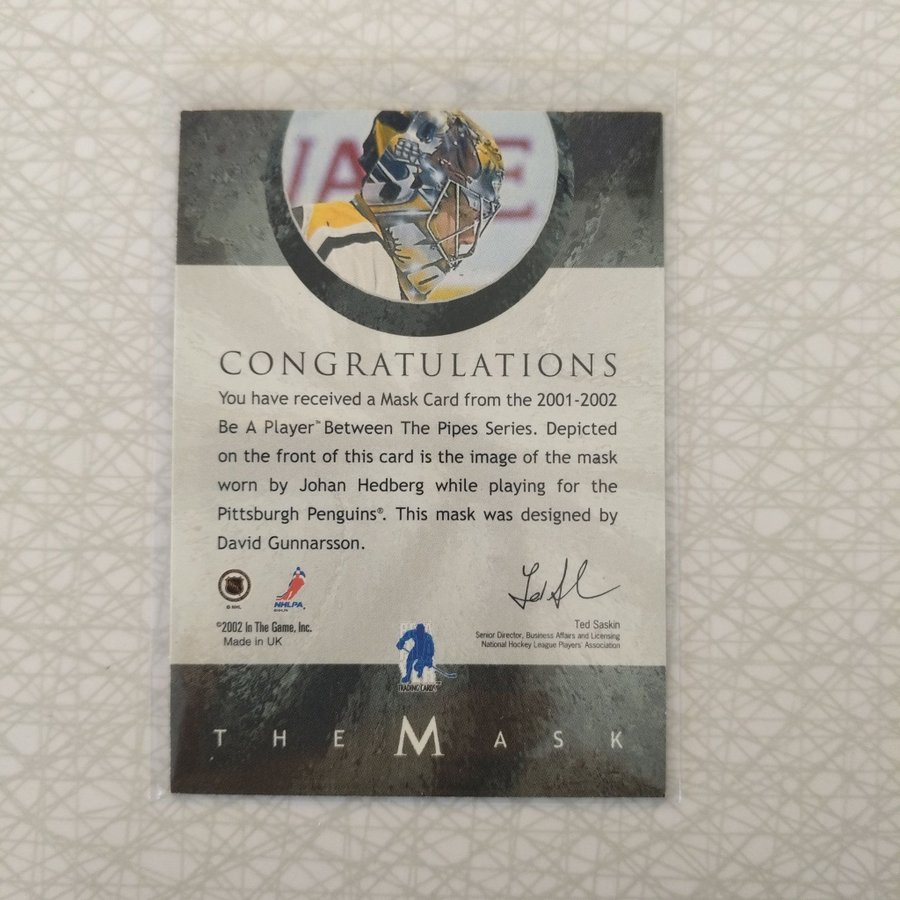 CONGRATULATIONS
You have received a Mask Card from the 2001-2002
Be A Player™ Between The Pipes Series. Depicted
on the front of this card is the image of the mask
worn by Johan Hedberg while playing for the
Pittsburgh Penguins®. This mask was designed by
David Gunnarsson.
© NHL
NHLPA
©2002 In The Game, Inc.
Made in UK
Ted Saskin
Senior Director, Business Affairs and Licensing
National Hockey League Players' Association
TRADING CARDS
THE MASK